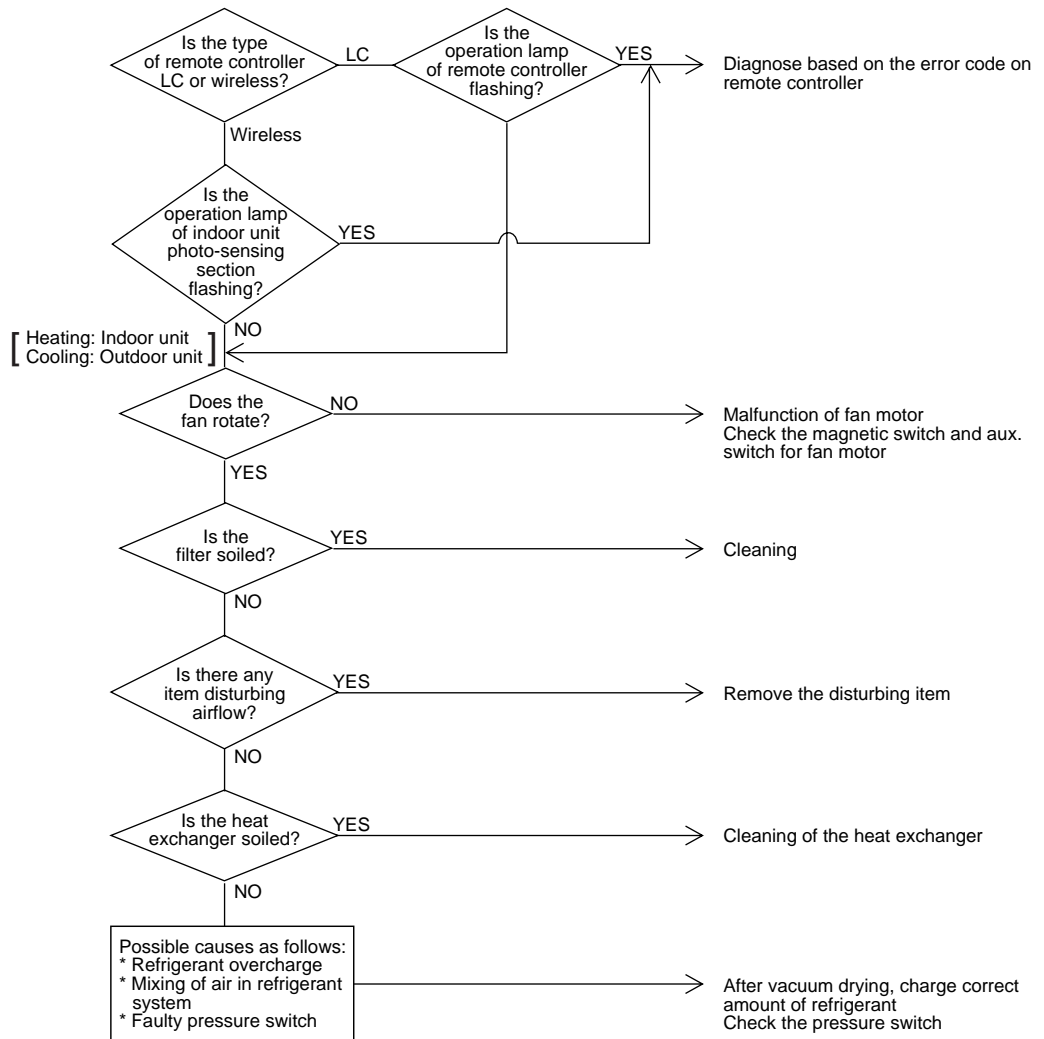 Is the type
of remote controller
LC or wireless?
LC
Is the
operation lamp
of remote controller
flashing?
YES
Diagnose based on the error code on
remote controller
Wireless
Is the
operation lamp
of indoor unit
photo-sensing
section
flashing?
YES
NO
[ Heating: Indoor unit
Cooling: Outdoor unit ]
Does the
fan rotate?
NO
Malfunction of fan motor
Check the magnetic switch and aux.
switch for fan motor
YES
Is the
filter soiled?
YES
Cleaning
NO
Is there any
item disturbing
airflow?
YES
Remove the disturbing item
NO
Is the heat
exchanger soiled?
YES
Cleaning of the heat exchanger
NO
Possible causes as follows:
* Refrigerant overcharge
* Mixing of air in refrigerant
system
* Faulty pressure switch
After vacuum drying, charge correct
amount of refrigerant
Check the pressure switch